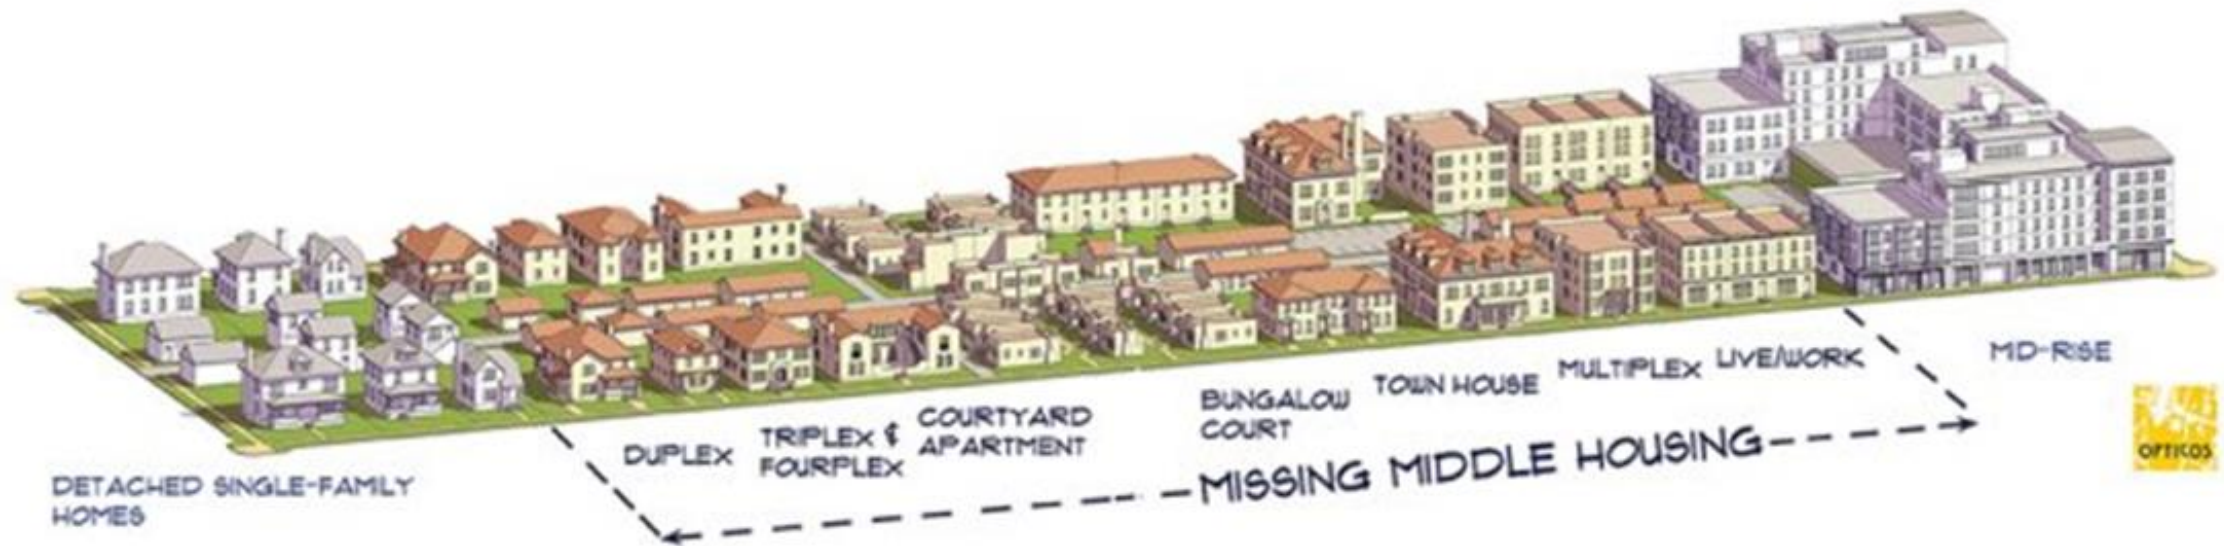 DETACHED SINGLE-FAMILY
HOMES
DUPLEX
TRIPLEX &
FOURPLEX
COURTYARD
APARTMENT
BUNGALOW
COURT
TOWN HOUSE
MULTIPLEX
LIVE/WORK
MISSING MIDDLE HOUSING
MID-RISE
OPTICOS